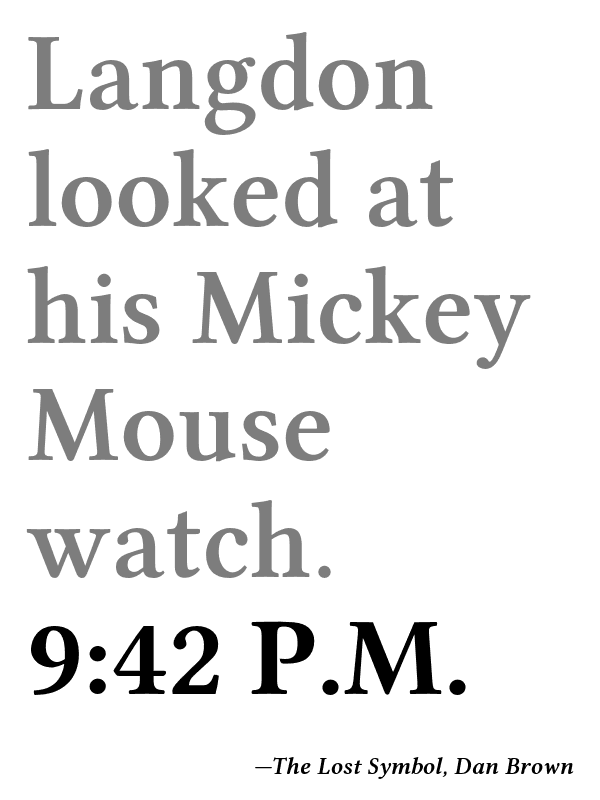 Langdon
looked at
his Mickey
Mouse
watch.
9:42 P.M.
—The Lost Symbol, Dan Brown